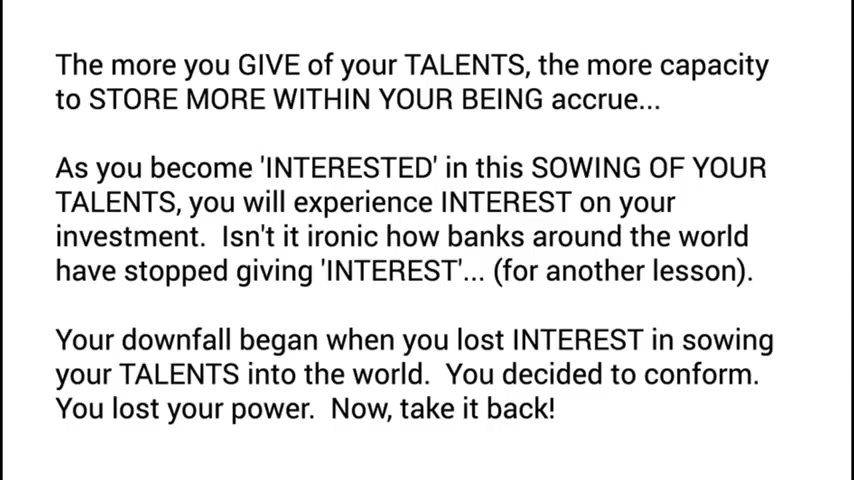 The more you GIVE of your TALENTS, the more capacity
to STORE MORE WITHIN YOUR BEING accrue...
As you become 'INTERESTED' in this SOWING OF YOUR
TALENTS, you will experience INTEREST on your
investment.  Isn't it ironic how banks around the world
have stopped giving 'INTEREST'... (for another lesson).
Your downfall began when you lost INTEREST in sowing
your TALENTS into the world.  You decided to conform.
You lost your power.  Now, take it back!